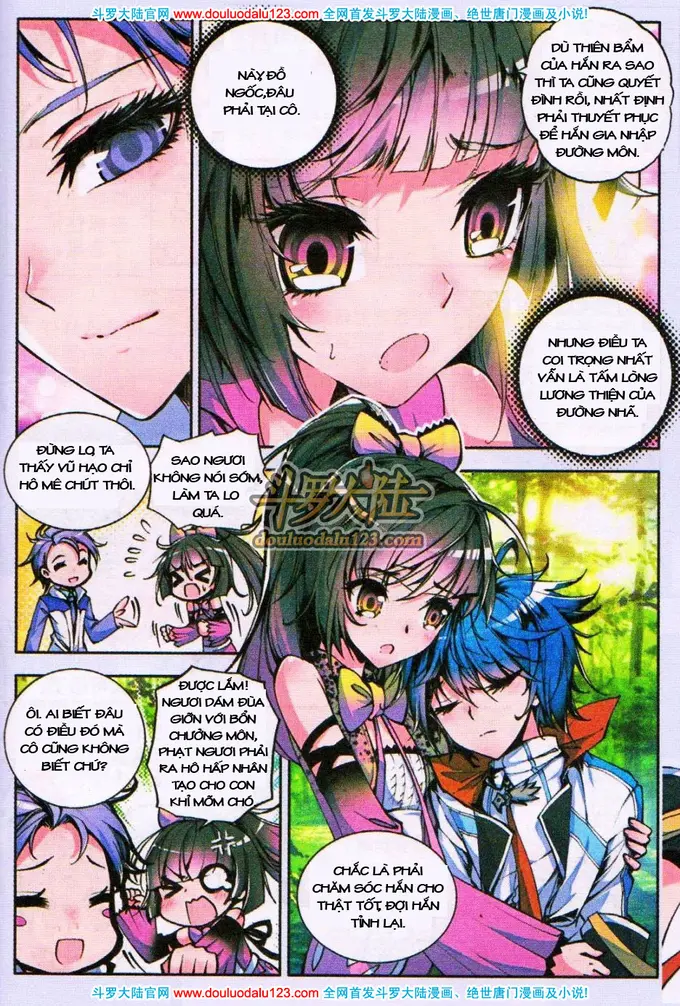 斗罗大陆官网 www.douluodalu123.com 全网首发斗罗大陆漫画、绝世唐门漫画及小说!
NÀY, ĐỒ
NGỐC,ĐÂU
PHẢI TẠI CÔ.
DÙ THIÊN BẨM
CỦA HẮN RA SAO
THÌ TA CŨNG QUYẾT
ĐỊNH RỒI, NHẤT ĐỊNH
PHẢI THUYẾT PHỤC
ĐỂ HẮN GIA NHẬP
ĐƯỜNG MÔN.
NHƯNG ĐIỀU TA
COI TRỌNG NHẤT
VẪN LÀ TẤM LÒNG
LƯƠNG THIỆN CỦA
ĐƯỜNG NHÃ.
ĐỪNG LO, TA
THẤY VŨ HẠO CHỈ
HÔ MÊ CHÚT THÔI.
SAO NGƯƠI
KHÔNG NÓI SỚM,
LÀM TA LO
QUÁ.
斗罗大陆
douluodalu123.com
ÔI. AI BIẾT ĐÂU
CÓ ĐIỀU ĐÓ MÀ
CÔ CŨNG KHÔNG
BIẾT CHỨ?
ĐƯỢC LẮM!
NGƯƠI DÁM ĐÙA
GIỠN VỚI BỔN
CHƯỞNG MÔN,
PHẠT NGƯƠI PHẢI
RA HÔ HẤP NHÂN
TẠO CHO CON
KHỈ MỒM CHÓ
CHẮC LÀ PHẢI
CHĂM SÓC HẮN CHO
THẬT TỐT, ĐỢI HẮN
TỈNH LẠI.
斗罗大陆官网 www.douluodalu123.com 全网首发斗罗大陆漫画、绝世唐门漫画及小说!